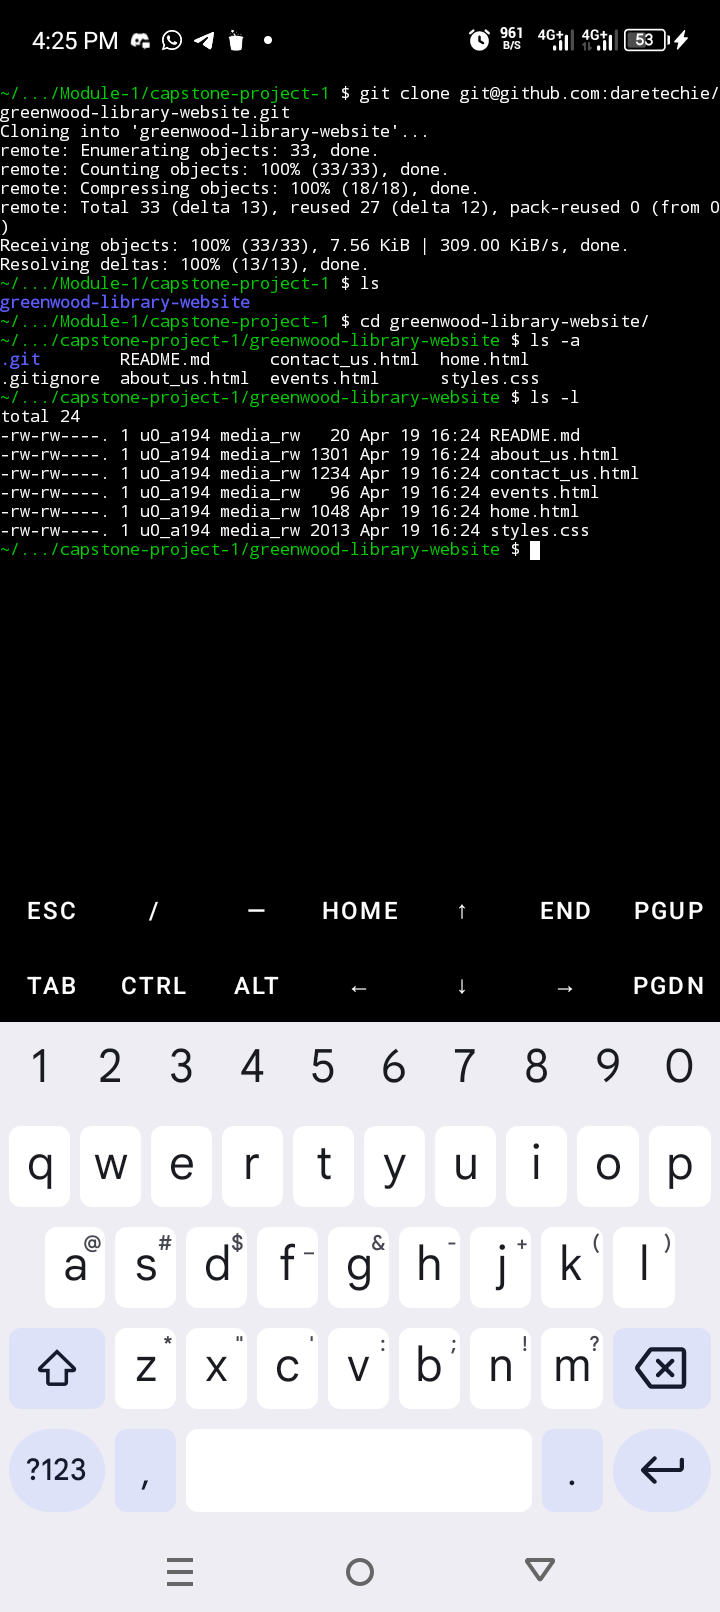 4:25 PM 961 B/S 4G+ 4G+ 53
~/.../Module-1/capstone-project-1 $ git clone git@github.com:daretechie/
greenwood-library-website.git
Cloning into 'greenwood-library-website'...
remote: Enumerating objects: 33, done.
remote: Counting objects: 100% (33/33), done.
remote: Compressing objects: 100% (18/18), done.
remote: Total 33 (delta 13), reused 27 (delta 12), pack-reused 0 (from 0
)
Receiving objects: 100% (33/33), 7.56 KiB | 309.00 KiB/s, done.
Resolving deltas: 100% (13/13), done.
~/.../Module-1/capstone-project-1 $ ls
greenwood-library-website
~/.../Module-1/capstone-project-1 $ cd greenwood-library-website/
~/.../capstone-project-1/greenwood-library-website $ ls -a
.git        README.md      contact_us.html  home.html
.gitignore  about_us.html  events.html      styles.css
~/.../capstone-project-1/greenwood-library-website $ ls -l
total 24
-rw-rw----. 1 u0_a194 media_rw   20 Apr 19 16:24 README.md
-rw-rw----. 1 u0_a194 media_rw 1301 Apr 19 16:24 about_us.html
-rw-rw----. 1 u0_a194 media_rw 1234 Apr 19 16:24 contact_us.html
-rw-rw----. 1 u0_a194 media_rw   96 Apr 19 16:24 events.html
-rw-rw----. 1 u0_a194 media_rw 1048 Apr 19 16:24 home.html
-rw-rw----. 1 u0_a194 media_rw 2013 Apr 19 16:24 styles.css
~/.../capstone-project-1/greenwood-library-website $
ESC / — HOME ↑ END PGUP
TAB CTRL ALT ← ↓ → PGDN
1 2 3 4 5 6 7 8 9 0
q w e r t y u i o p
a @ s # d $ f _ g & h - j + k ( l )
z * x " c ' v : b ; n ! m ?
?123 , .